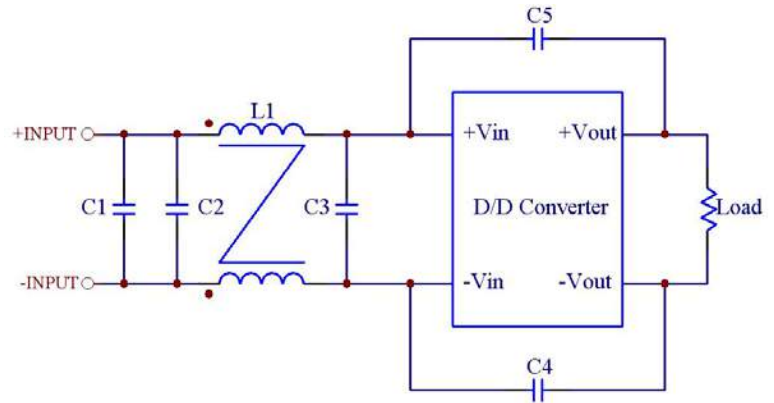 C5
L1
+INPUT
+Vin
+Vout
C1
C2
C3
D/D Converter
Load
-INPUT
-Vin
-Vout
C4